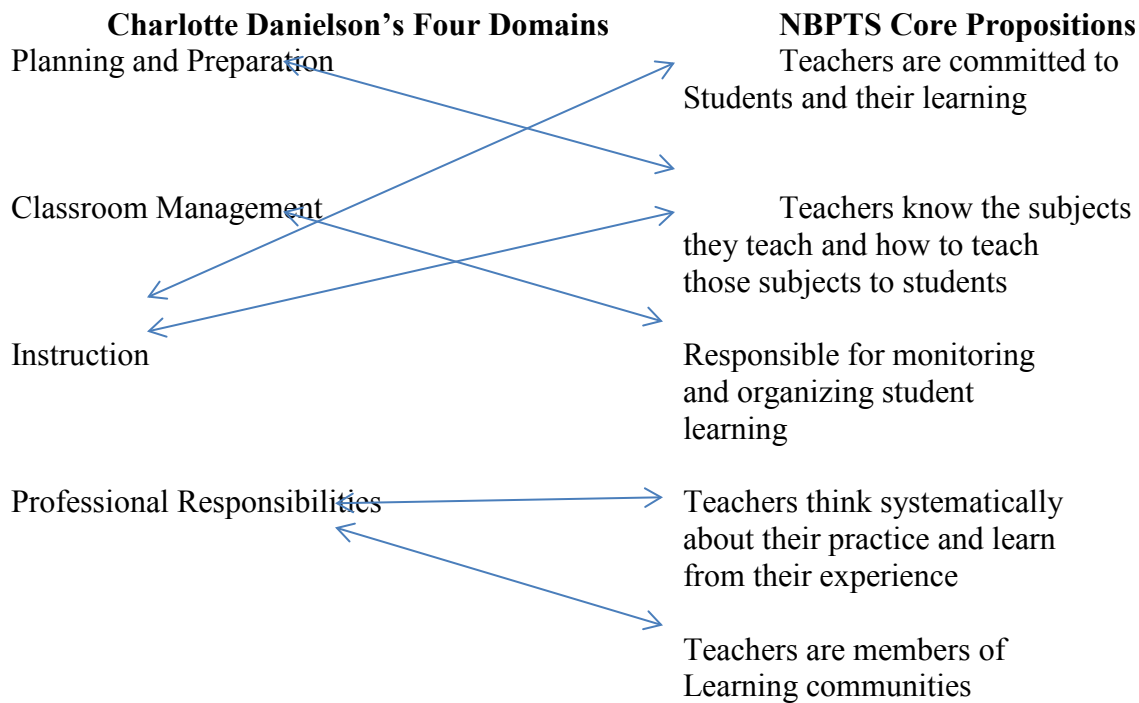 Charlotte Danielson's Four Domains NBPTS Core Propositions
Planning and Preparation Teachers are committed to
Students and their learning
Classroom Management Teachers know the subjects
they teach and how to teach
those subjects to students
Instruction Responsible for monitoring
and organizing student
learning
Professional Responsibilities Teachers think systematically
about their practice and learn
from their experience
Teachers are members of
Learning communities